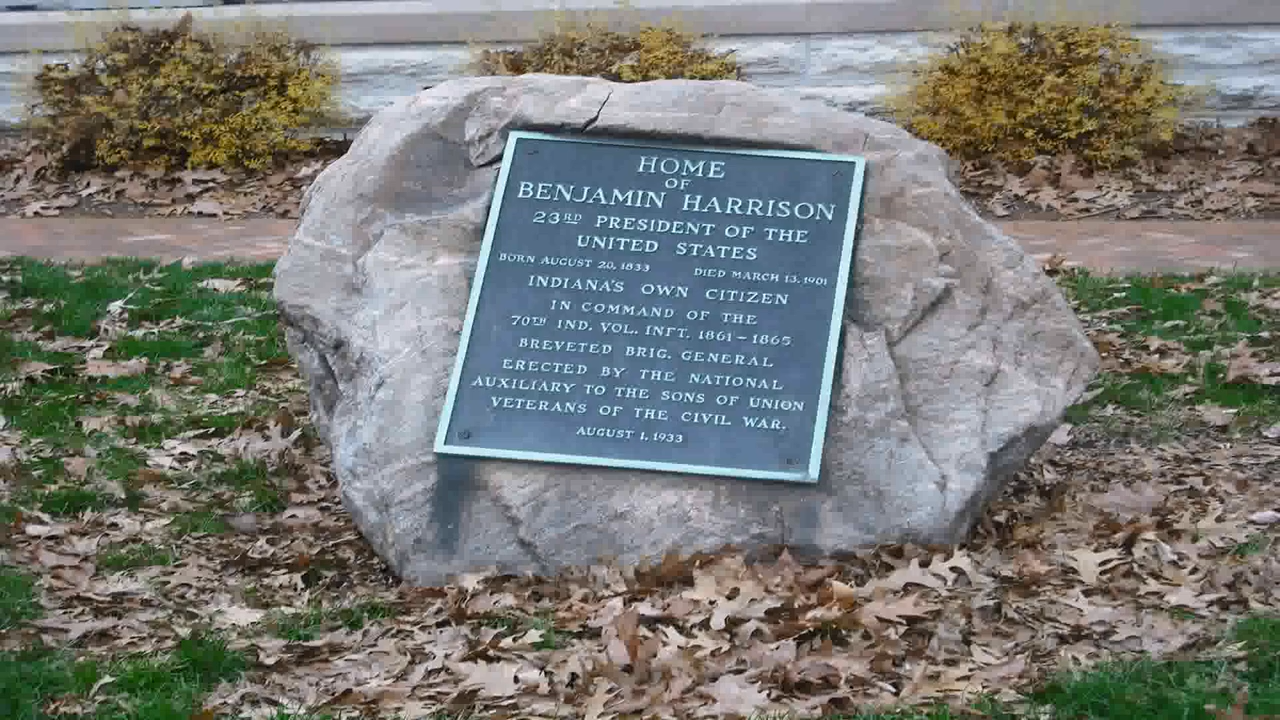 HOME
OF
BENJAMIN HARRISON
23RD PRESIDENT OF THE
UNITED STATES
BORN AUGUST 20, 1833 DIED MARCH 13, 1901
INDIANA'S OWN CITIZEN
IN COMMAND OF THE
70TH IND. VOL. INFT. 1861-1865
BREVETED BRIG. GENERAL
ERECTED BY THE NATIONAL
AUXILIARY TO THE SONS OF UNION
VETERANS OF THE CIVIL WAR.
AUGUST 1, 1933